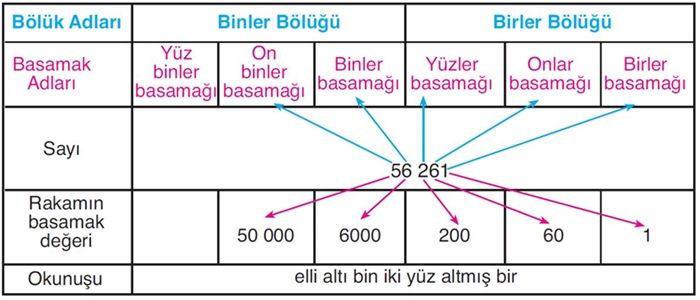 Bölük Adları Binler Bölüğü Birler Bölüğü
Basamak Adları
Yüz binler basamağı
On binler basamağı
Binler basamağı
Yüzler basamağı
Onlar basamağı
Birler basamağı
Sayı
56 261
Rakamın basamak değeri
50 000 6000 200 60 1
Okunuşu elli altı bin iki yüz altmış bir